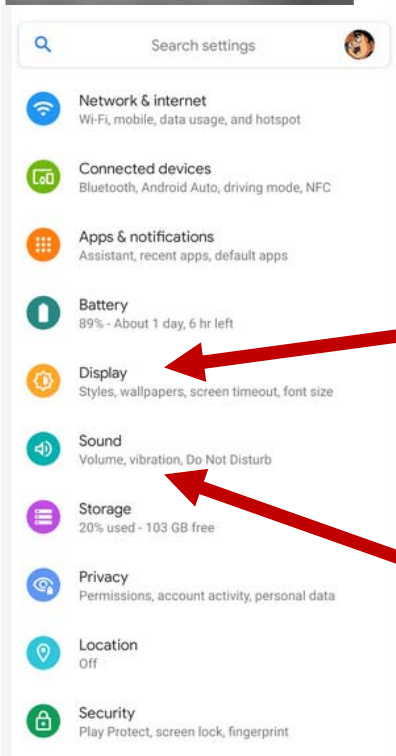 Search settings
Network & internet
Wi-Fi, mobile, data usage, and hotspot
Connected devices
Bluetooth, Android Auto, driving mode, NFC
Apps & notifications
Assistant, recent apps, default apps
Battery
89% - About 1 day, 6 hr left
Display
Styles, wallpapers, screen timeout, font size
Sound
Volume, vibration, Do Not Disturb
Storage
20% used - 103 GB free
Privacy
Permissions, account activity, personal data
Location
Off
Security
Play Protect, screen lock, fingerprint